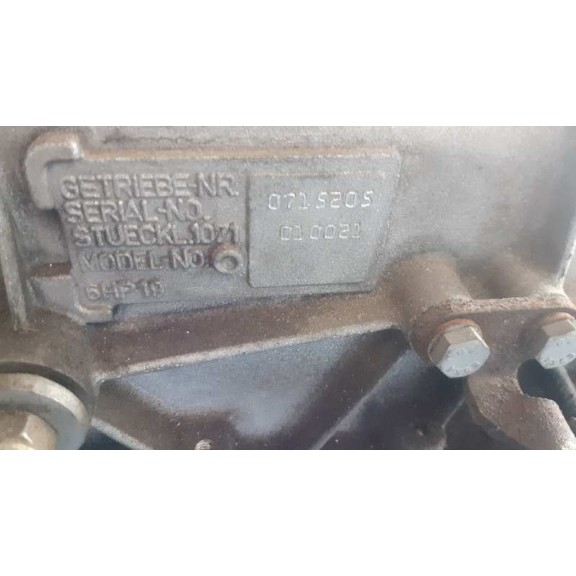 GETRIEBE-NR. 0715205
SERIAL-NO.
STUECKL.1071 010021
MODEL-NO.
6HP19